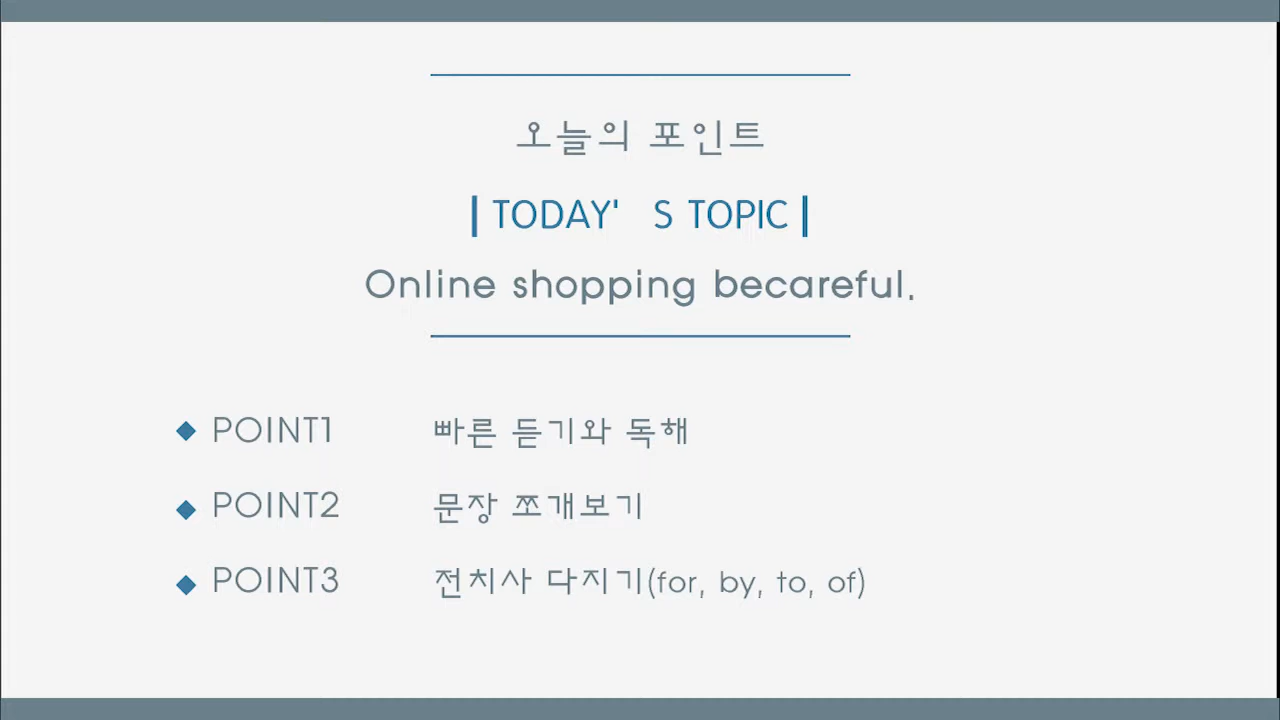 오늘의 포인트
| TODAY' S TOPIC |
Online shopping becareful.
◆ POINT1 빠른 듣기와 독해
◆ POINT2 문장 쪼개보기
◆ POINT3 전치사 다지기(for, by, to, of)